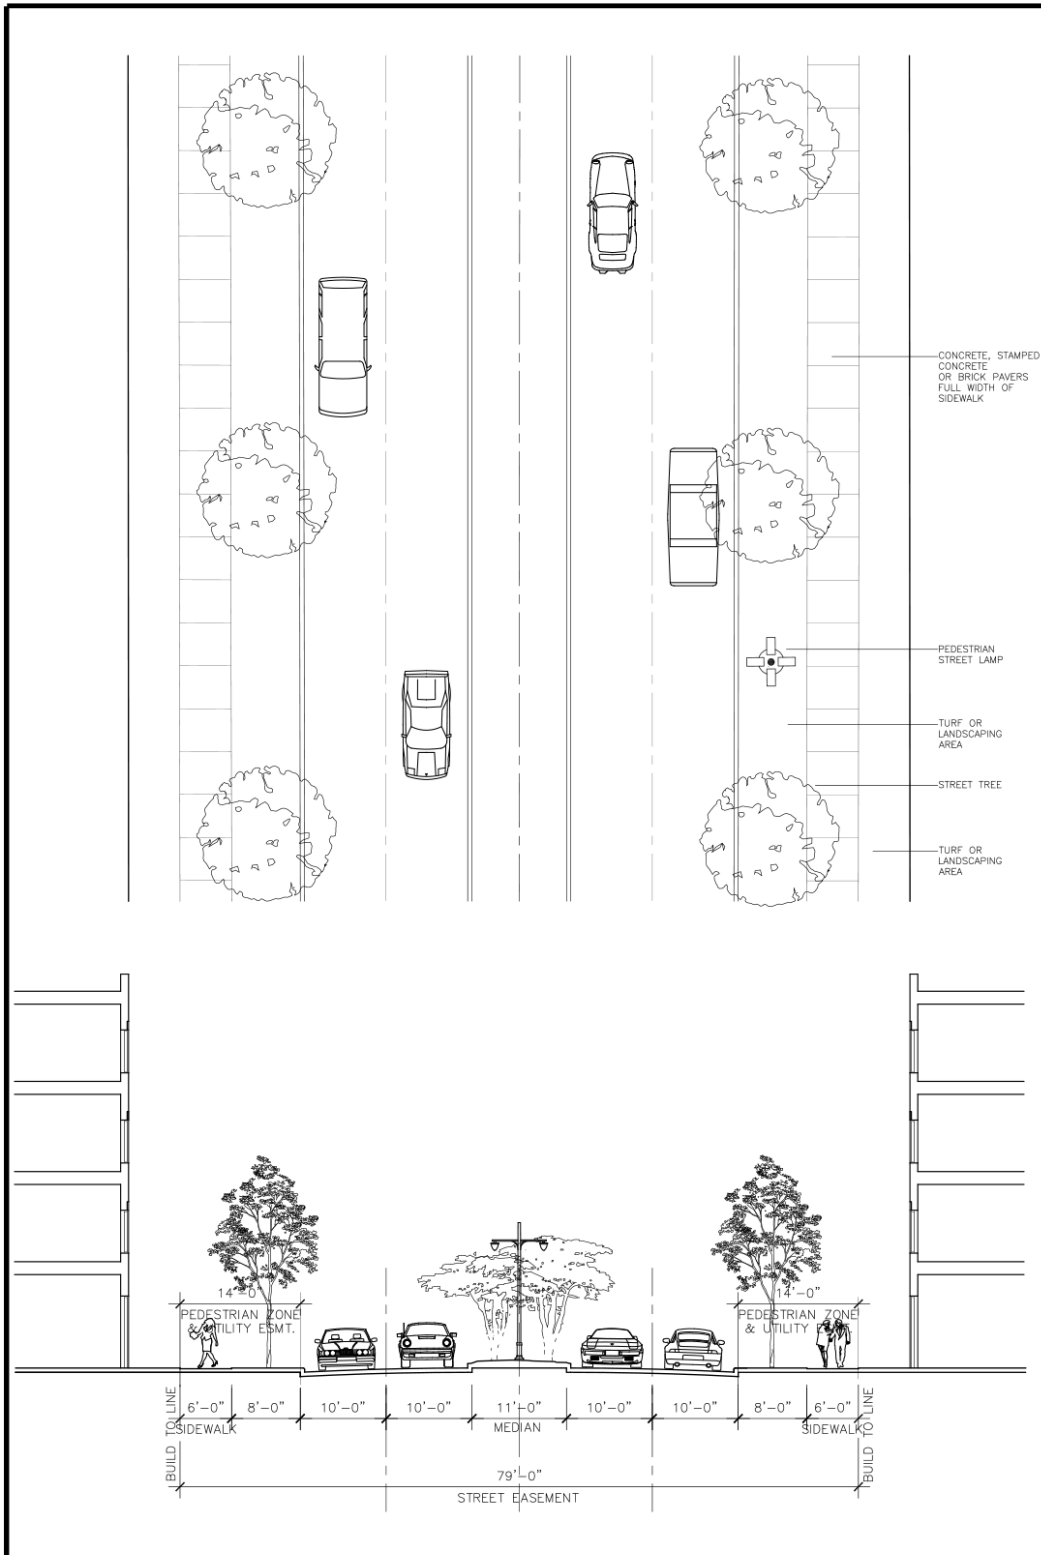 CONCRETE, STAMPED
CONCRETE
OR BRICK PAVERS
FULL WIDTH OF
SIDEWALK
PEDESTRIAN
STREET LAMP
TURF OR
LANDSCAPING
AREA
STREET TREE
TURF OR
LANDSCAPING
AREA
14'-0"
PEDESTRIAN ZONE
& UTILITY ESMT.
14'-0"
PEDESTRIAN ZONE
& UTILITY
6'-0"
8'-0"
10'-0"
10'-0"
11'-0"
10'-0"
10'-0"
8'-0"
6'-0"
SIDEWALK
MEDIAN
SIDEWALK
BUILD TO LINE
BUILD TO LINE
79'-0"
STREET EASEMENT